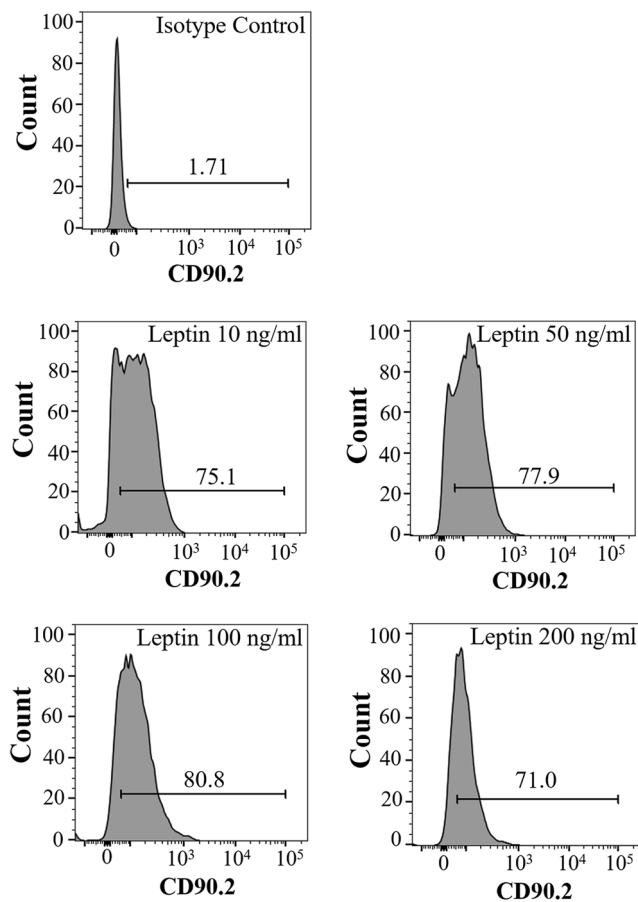 Isotype Control
Count
100
80
60
40
20
0
1.71
0 10³ 10⁴ 10⁵
CD90.2
Leptin 10 ng/ml
Count
100
80
60
40
20
0
75.1
0 10³ 10⁴ 10⁵
CD90.2
Leptin 50 ng/ml
Count
100
80
60
40
20
0
77.9
0 10³ 10⁴ 10⁵
CD90.2
Leptin 100 ng/ml
Count
100
80
60
40
20
0
80.8
0 10³ 10⁴ 10⁵
CD90.2
Leptin 200 ng/ml
Count
100
80
60
40
20
0
71.0
0 10³ 10⁴ 10⁵
CD90.2